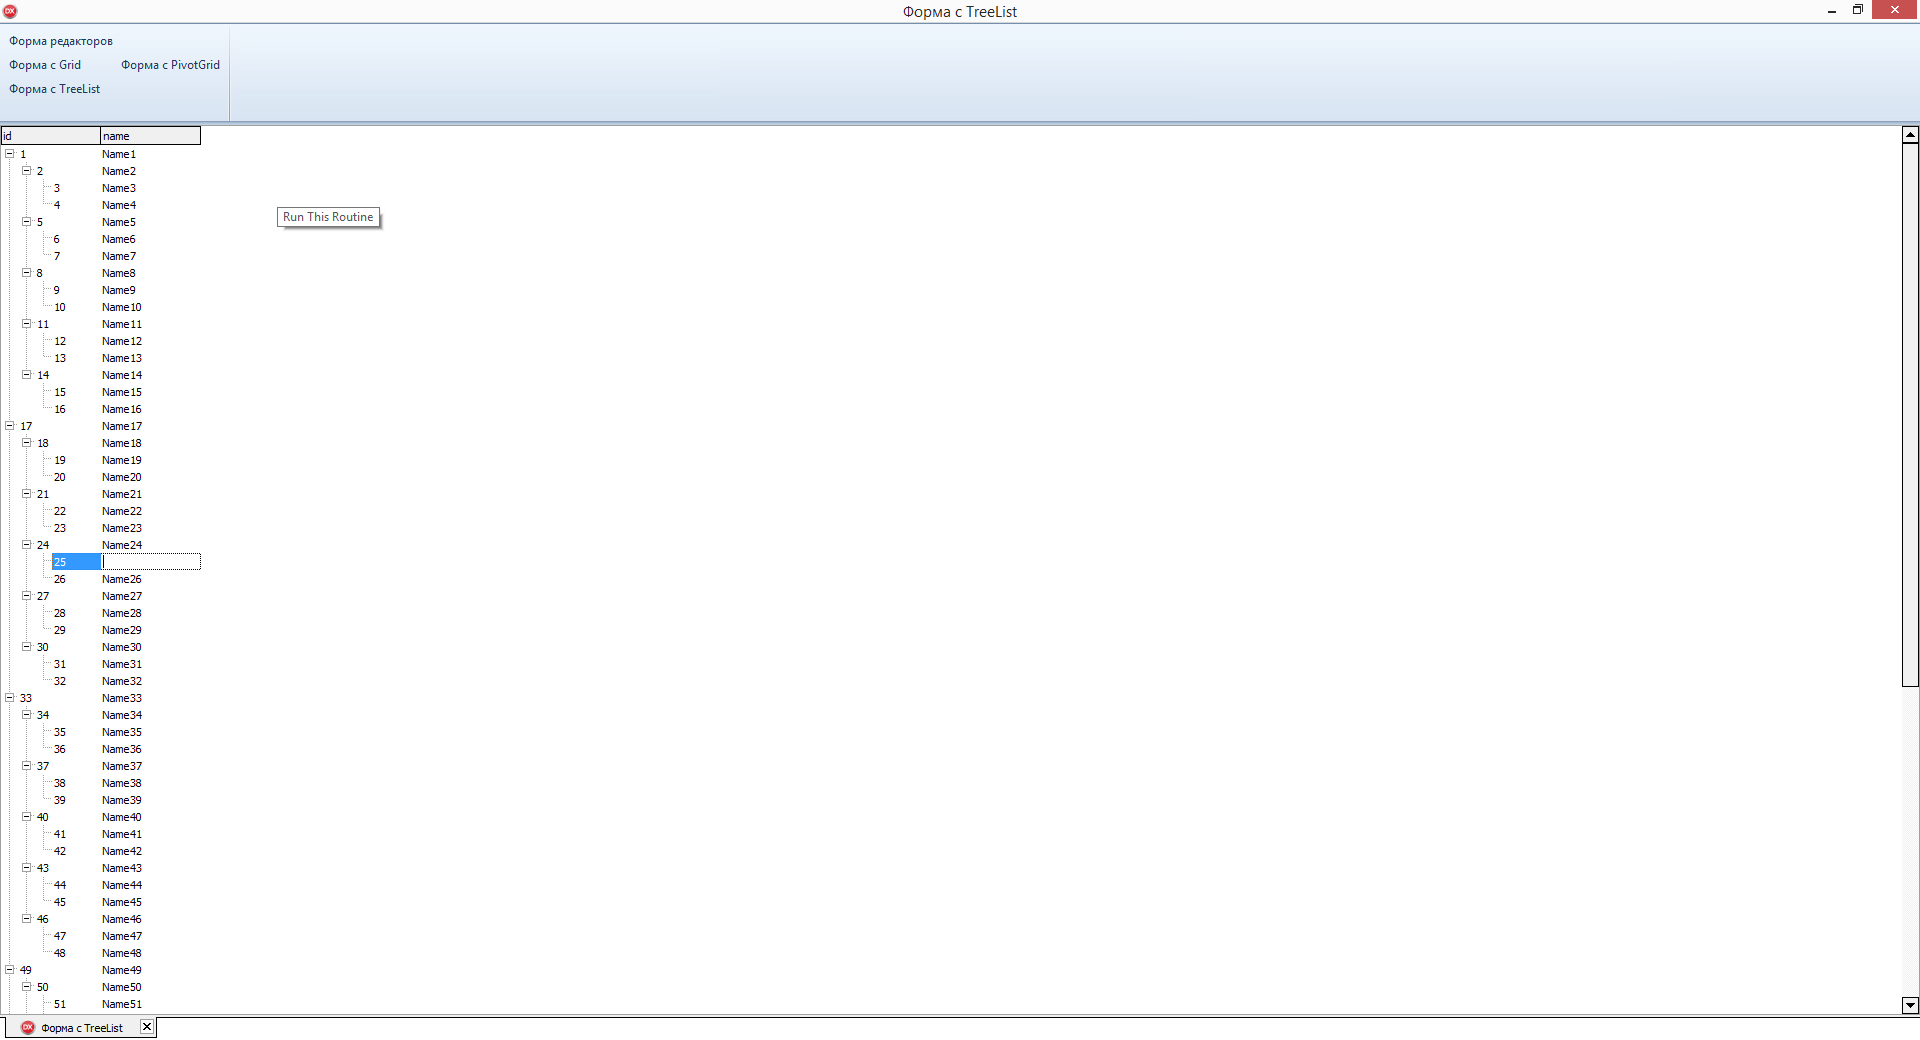 DX Форма с TreeList
Форма редакторов
Форма с Grid Форма с PivotGrid
Форма с TreeList
id name
1 Name1
2 Name2
3 Name3
4 Name4
Run This Routine
5 Name5
6 Name6
7 Name7
8 Name8
9 Name9
10 Name10
11 Name11
12 Name12
13 Name13
14 Name14
15 Name15
16 Name16
17 Name17
18 Name18
19 Name19
20 Name20
21 Name21
22 Name22
23 Name23
24 Name24
25
26 Name26
27 Name27
28 Name28
29 Name29
30 Name30
31 Name31
32 Name32
33 Name33
34 Name34
35 Name35
36 Name36
37 Name37
38 Name38
39 Name39
40 Name40
41 Name41
42 Name42
43 Name43
44 Name44
45 Name45
46 Name46
47 Name47
48 Name48
49 Name49
50 Name50
51 Name51
DX Форма с TreeList